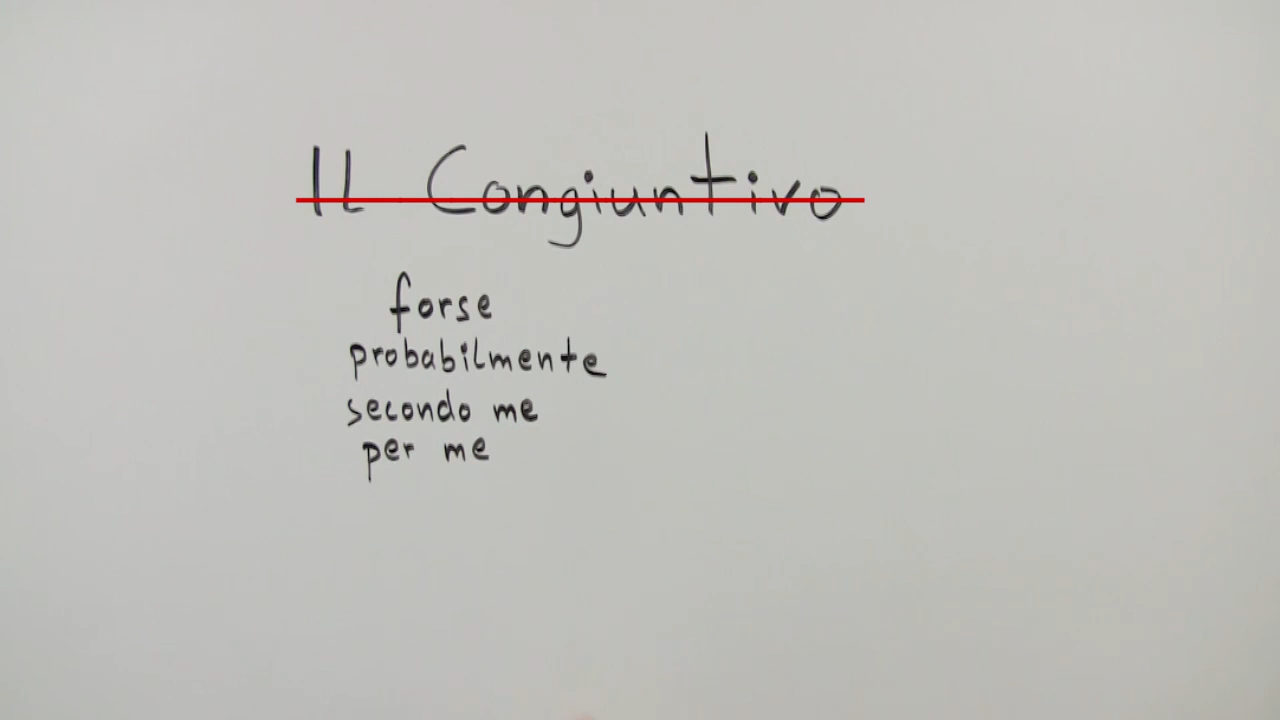 Il Congiuntivo
forse
probabilmente
secondo me
per me